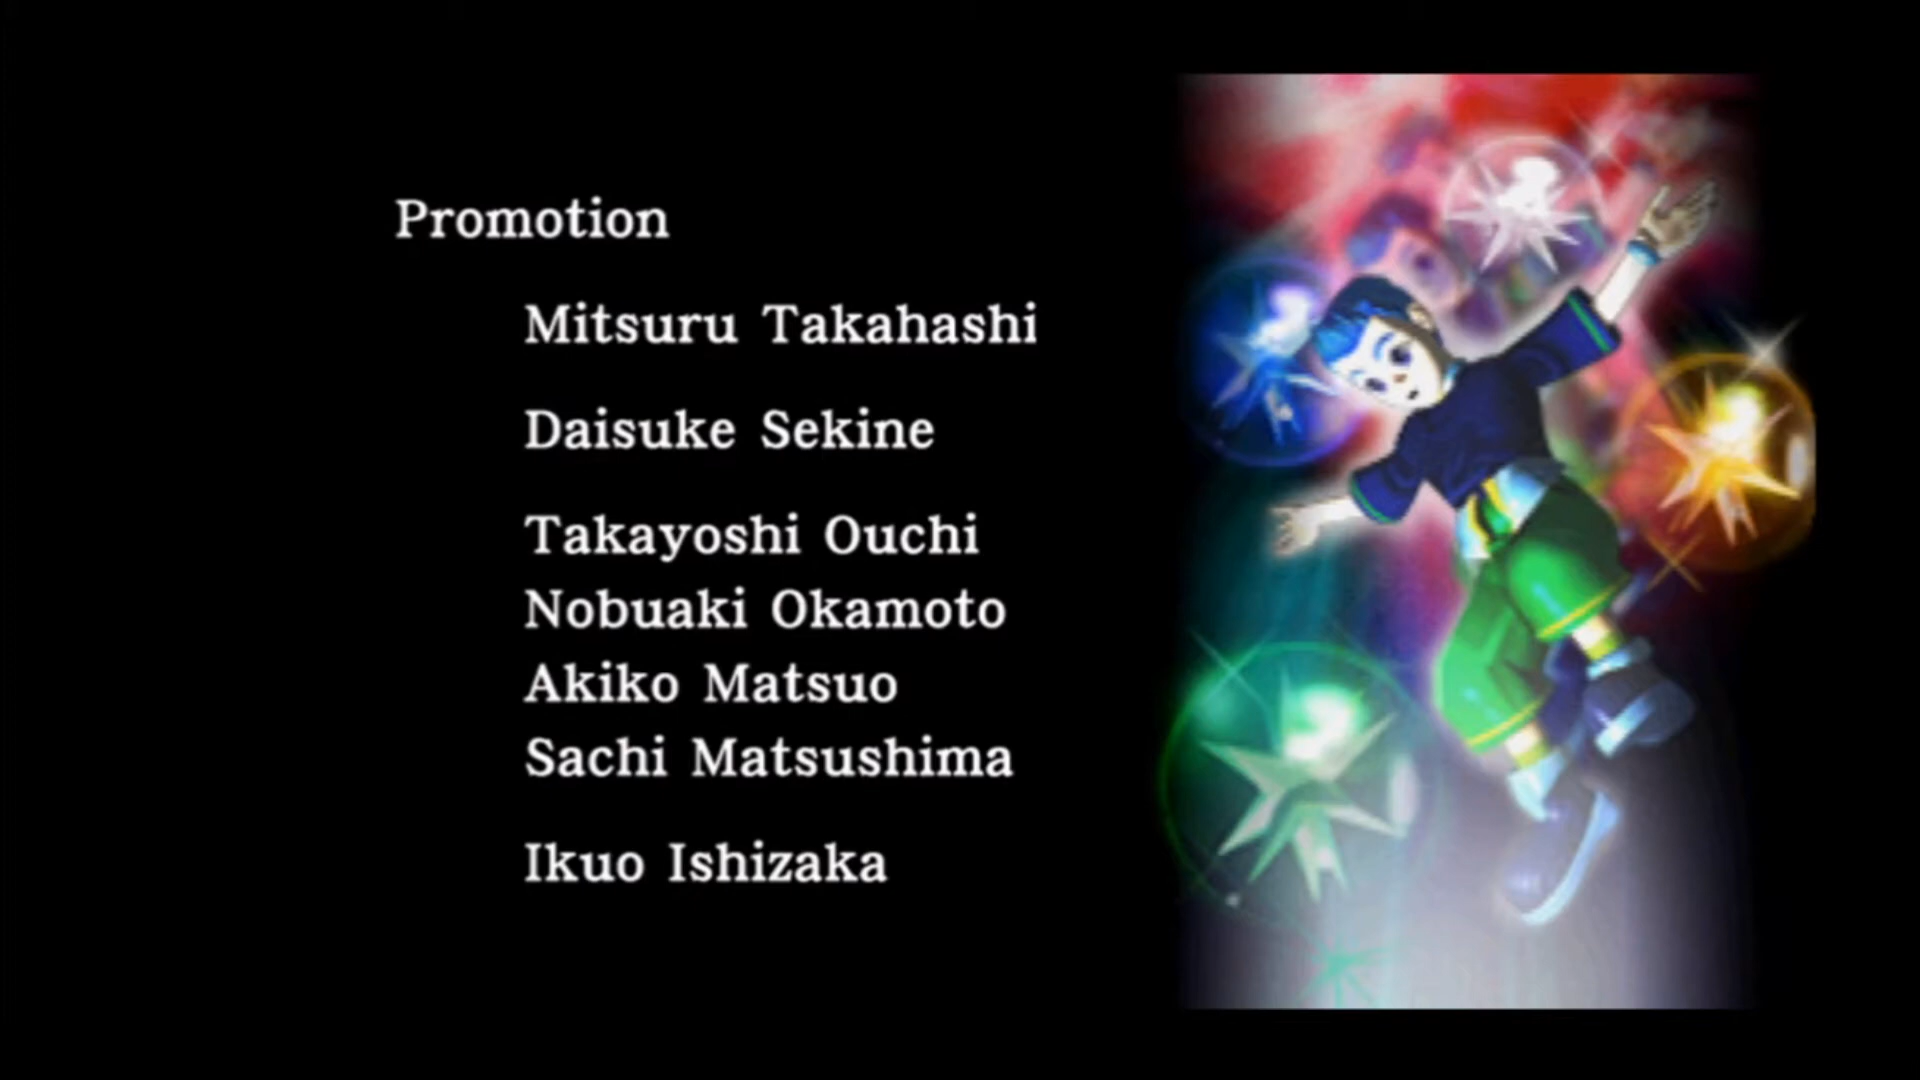 Promotion
Mitsuru Takahashi
Daisuke Sekine
Takayoshi Ouchi
Nobuaki Okamoto
Akiko Matsuo
Sachi Matsushima
Ikuo Ishizaka